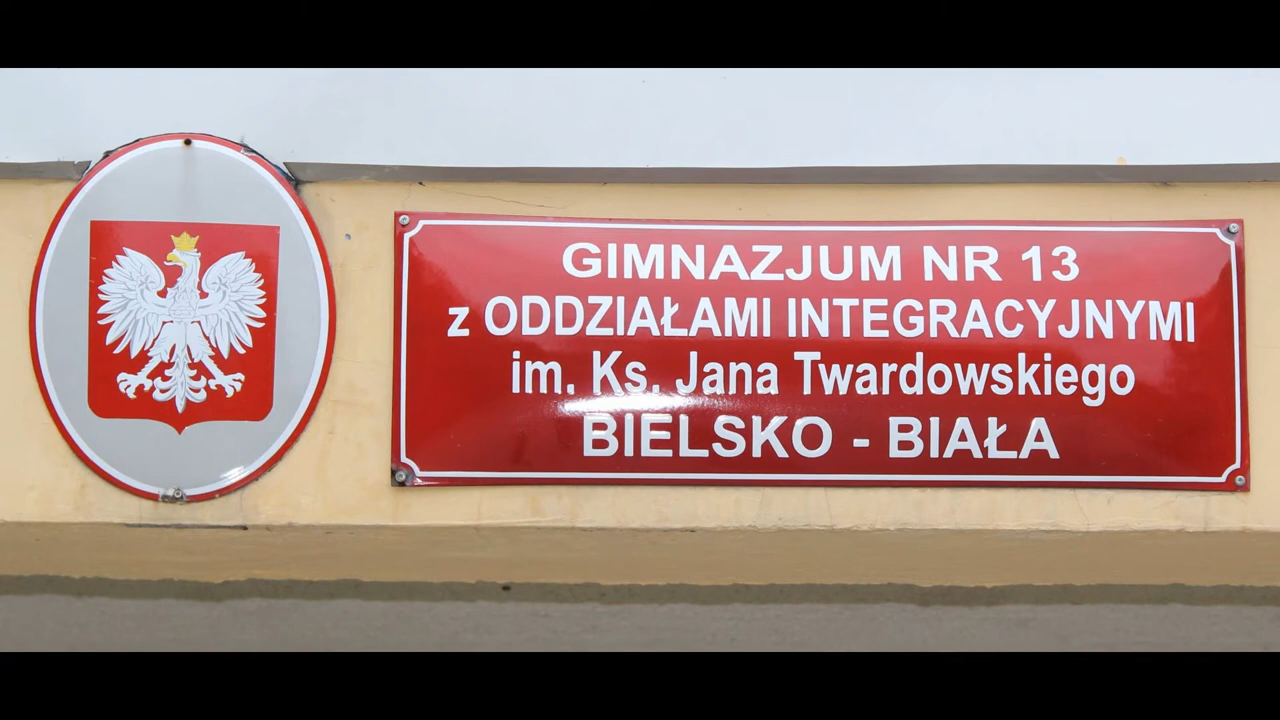 GIMNAZJUM NR 13
z ODDZIAŁAMI INTEGRACYJNYMI
im. Ks. Jana Twardowskiego
BIELSKO - BIAŁA